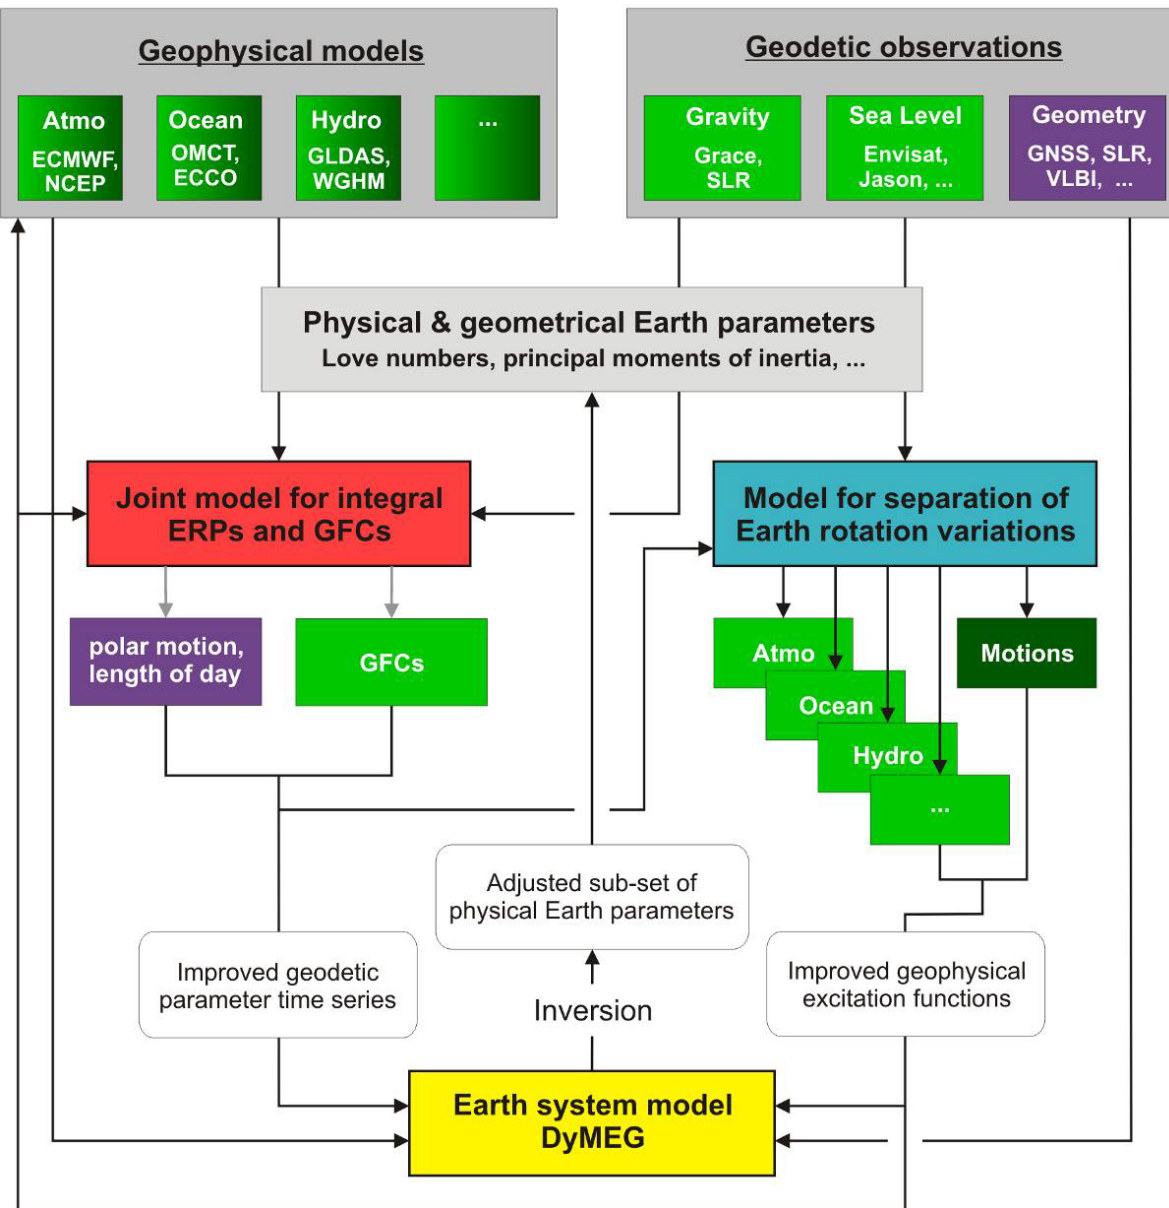 Geophysical models
Atmo
ECMWF,
NCEP
Ocean
OMCT,
ECCO
Hydro
GLDAS,
WGHM
...
Geodetic observations
Gravity
Grace,
SLR
Sea Level
Envisat,
Jason, ...
Geometry
GNSS, SLR,
VLBI, ...
Physical & geometrical Earth parameters
Love numbers, principal moments of inertia, ...
Joint model for integral
ERPs and GFCs
Model for separation of
Earth rotation variations
polar motion,
length of day
GFCs
Atmo
Ocean
Hydro
...
Motions
Adjusted sub-set of
physical Earth parameters
Improved geodetic
parameter time series
Improved geophysical
excitation functions
Inversion
Earth system model
DyMEG